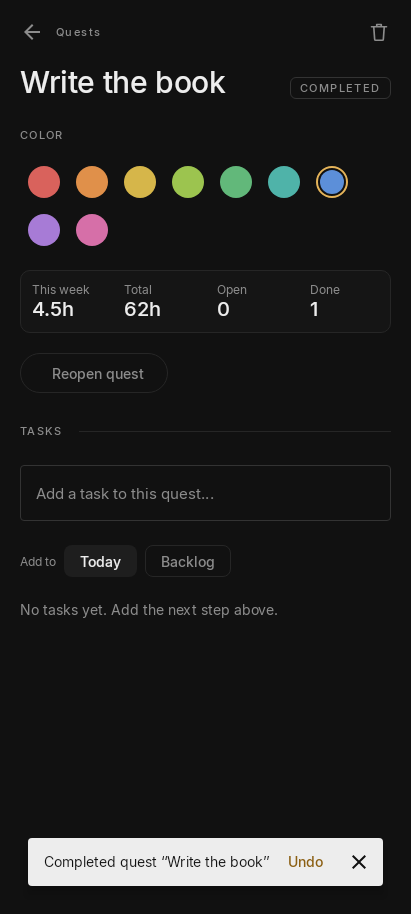 Quests
Write the book
COMPLETED
COLOR
This week Total Open Done
4.5h 62h 0 1
Reopen quest
TASKS
Add a task to this quest...
Add to Today Backlog
No tasks yet. Add the next step above.
Completed quest “Write the book” Undo